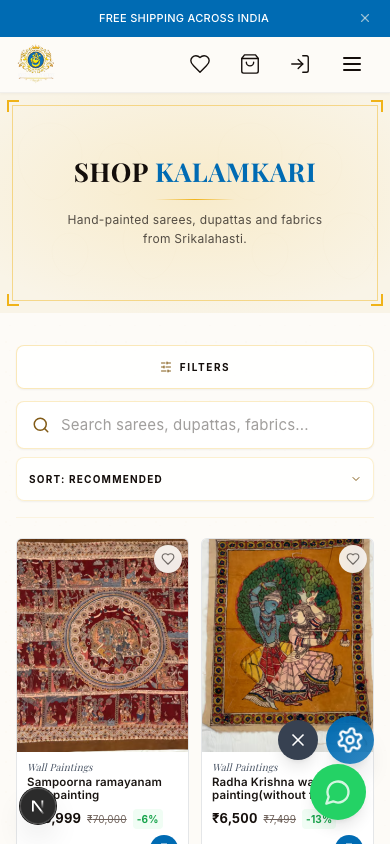 FREE SHIPPING ACROSS INDIA
SHOP KALAMKARI
Hand-painted sarees, dupattas and fabrics
from Srikalahasti.
FILTERS
Search sarees, dupattas, fabrics...
SORT: RECOMMENDED
Wall Paintings
Sampoorna ramayanam
painting
,999 ₹70,000 -6%
Wall Paintings
Radha Krishna
painting(without
₹6,500 ₹7,499 -13%
N